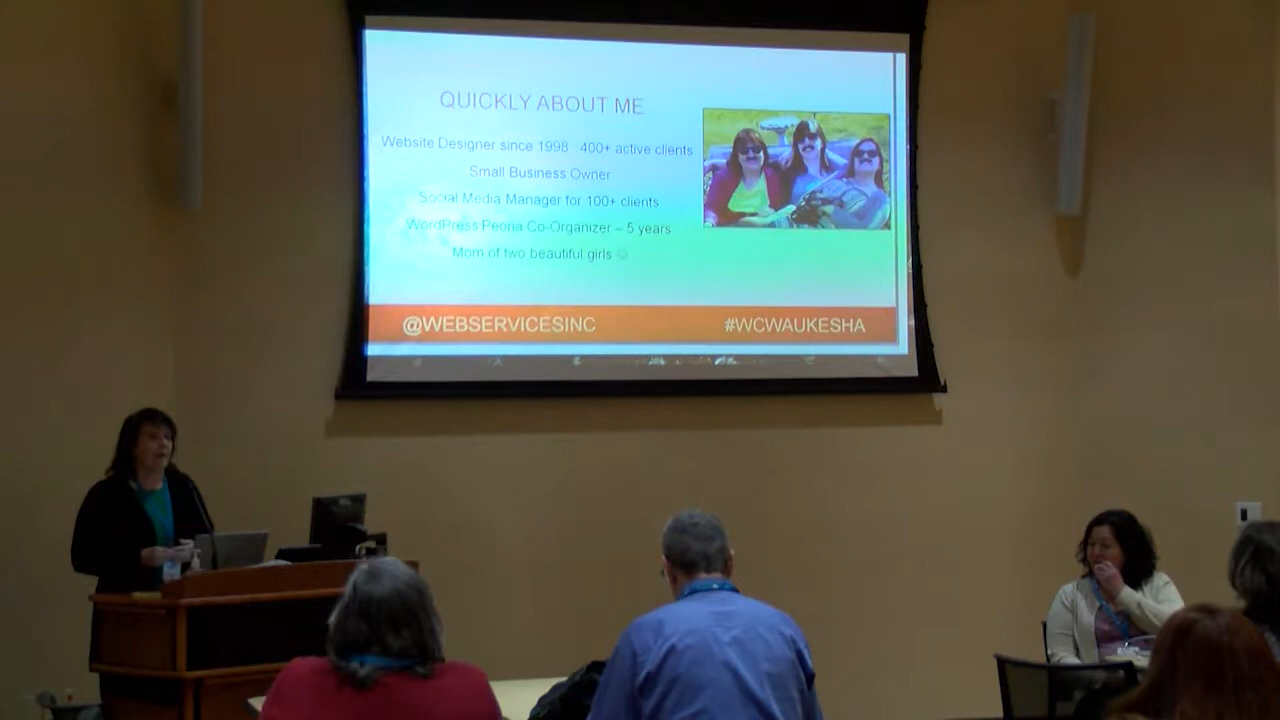 QUICKLY ABOUT ME
Website Designer since 1998 400+ active clients
Small Business Owner
Social Media Manager for 100+ clients
WordPress Peoria Co-Organizer – 5 years
Mom of two beautiful girls ☺
@WEBSERVICESINC
#WCWAUKESHA